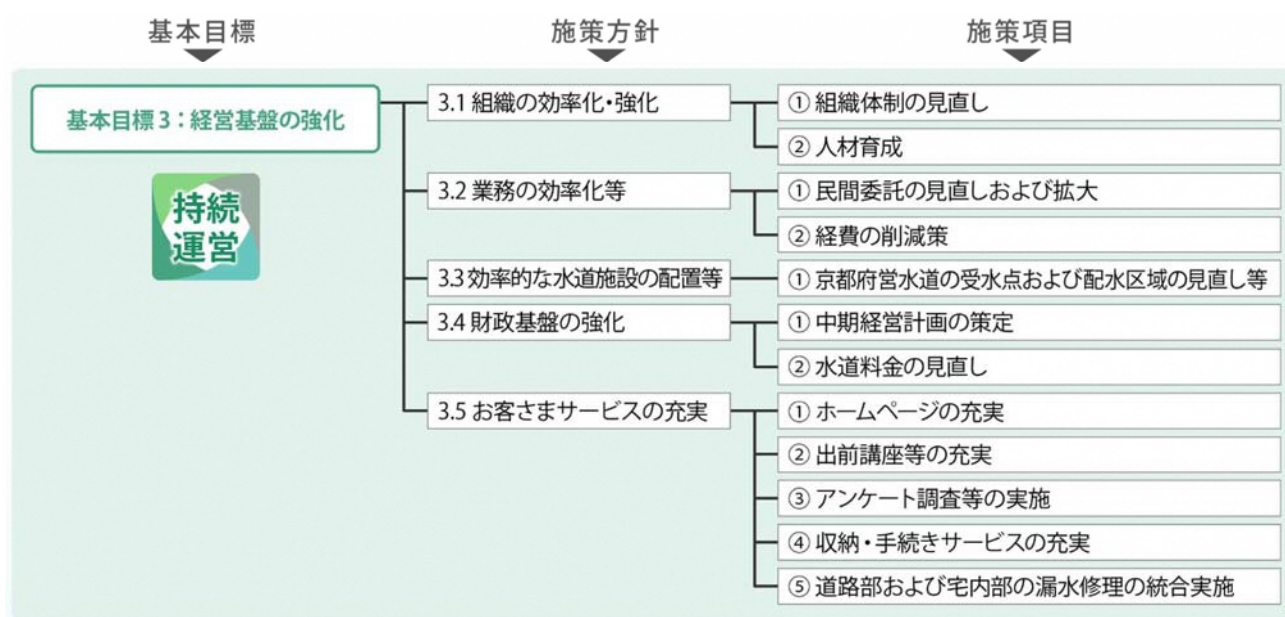 基本目標
施策方針
施策項目
基本目標3：経営基盤の強化
持続
運営
3.1 組織の効率化・強化
① 組織体制の見直し
② 人材育成
3.2 業務の効率化等
① 民間委託の見直しおよび拡大
② 経費の削減策
3.3 効率的な水道施設の配置等
① 京都府営水道の受水点および配水区域の見直し等
3.4 財政基盤の強化
① 中期経営計画の策定
② 水道料金の見直し
3.5 お客さまサービスの充実
① ホームページの充実
② 出前講座等の充実
③ アンケート調査等の実施
④ 収納・手続きサービスの充実
⑤ 道路部および宅内部の漏水修理の統合実施